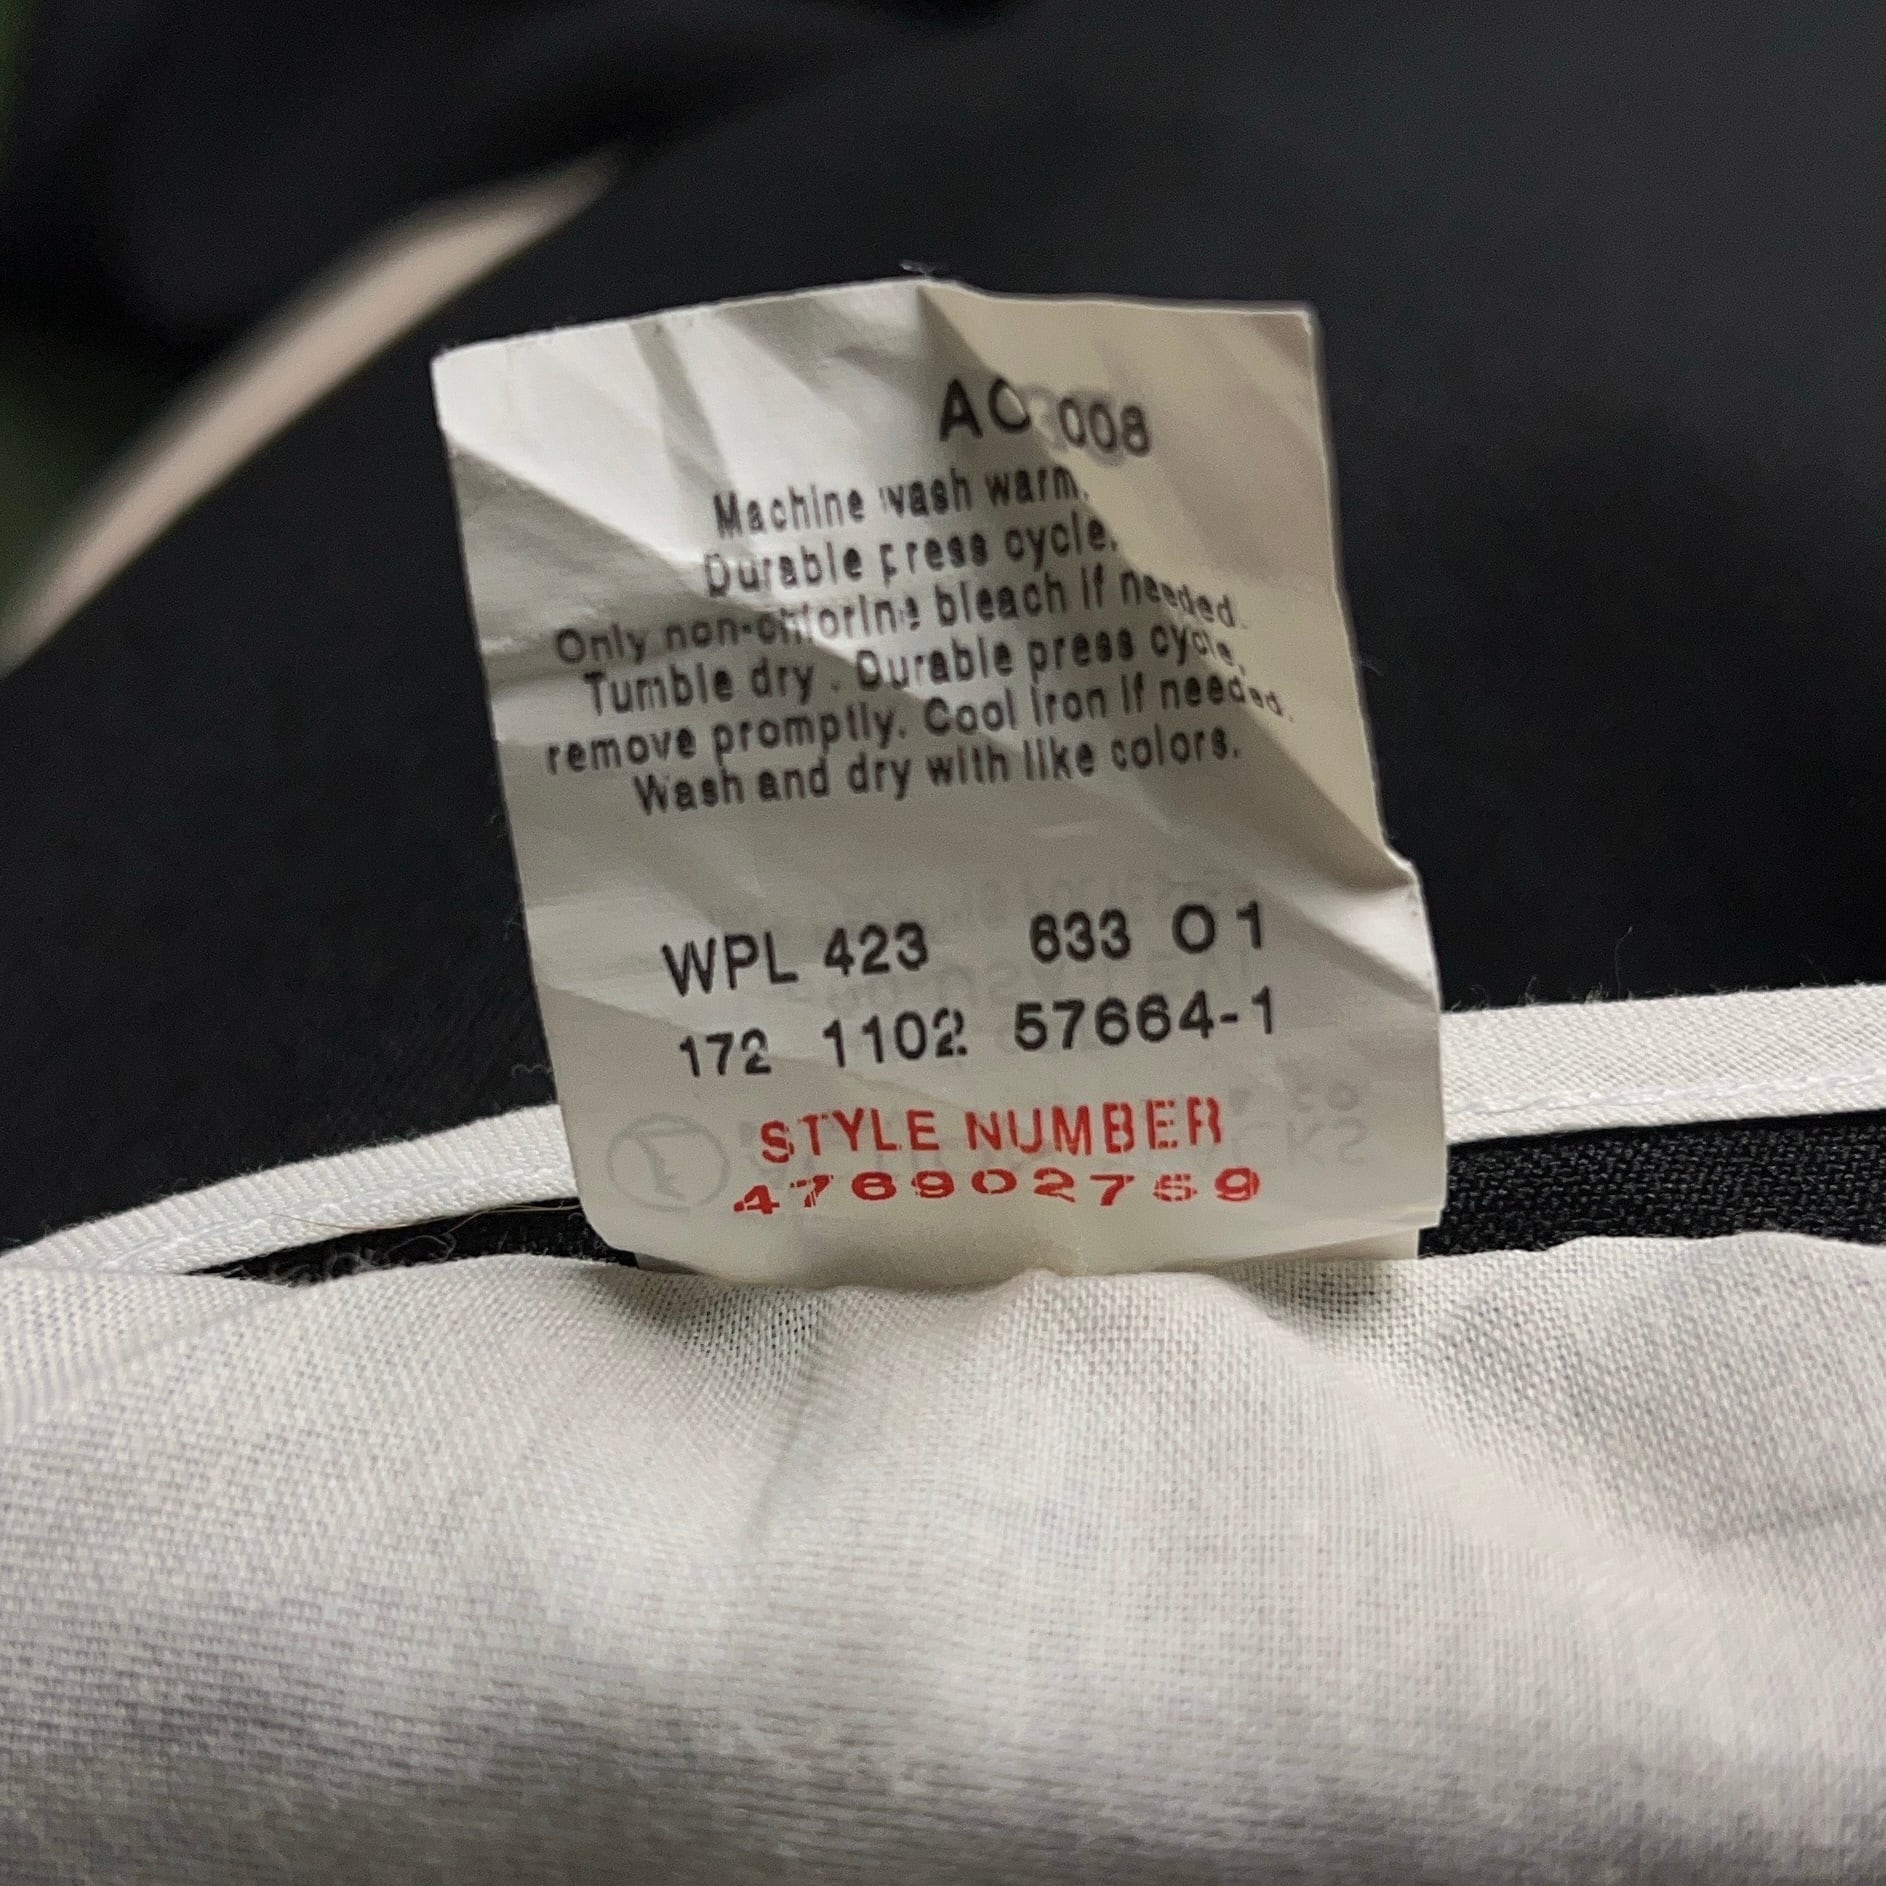 AC 008
Machine wash warm.
Durable press cycle.
Only non-chlorine bleach if needed.
Tumble dry. Durable press cycle,
remove promptly. Cool iron if needed.
Wash and dry with like colors.
WPL 423 633 01
172 1102 57664-1
STYLE NUMBER
476902759